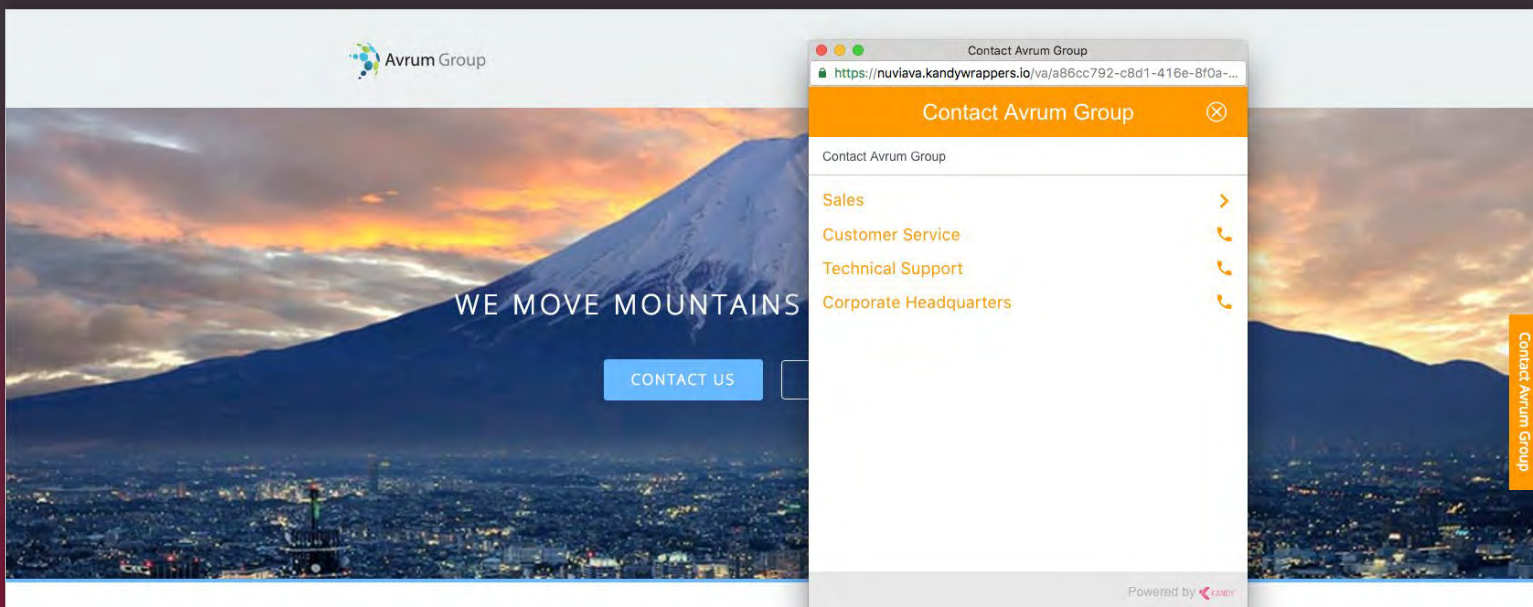 Avrum Group
WE MOVE MOUNTAINS
CONTACT US
Contact Avrum Group
https://nuviava.kandywrappers.io/va/a86cc792-c8d1-416e-8f0a-...
Contact Avrum Group
Contact Avrum Group
Sales
Customer Service
Technical Support
Corporate Headquarters
Powered by KANDY
Contact Avrum Group